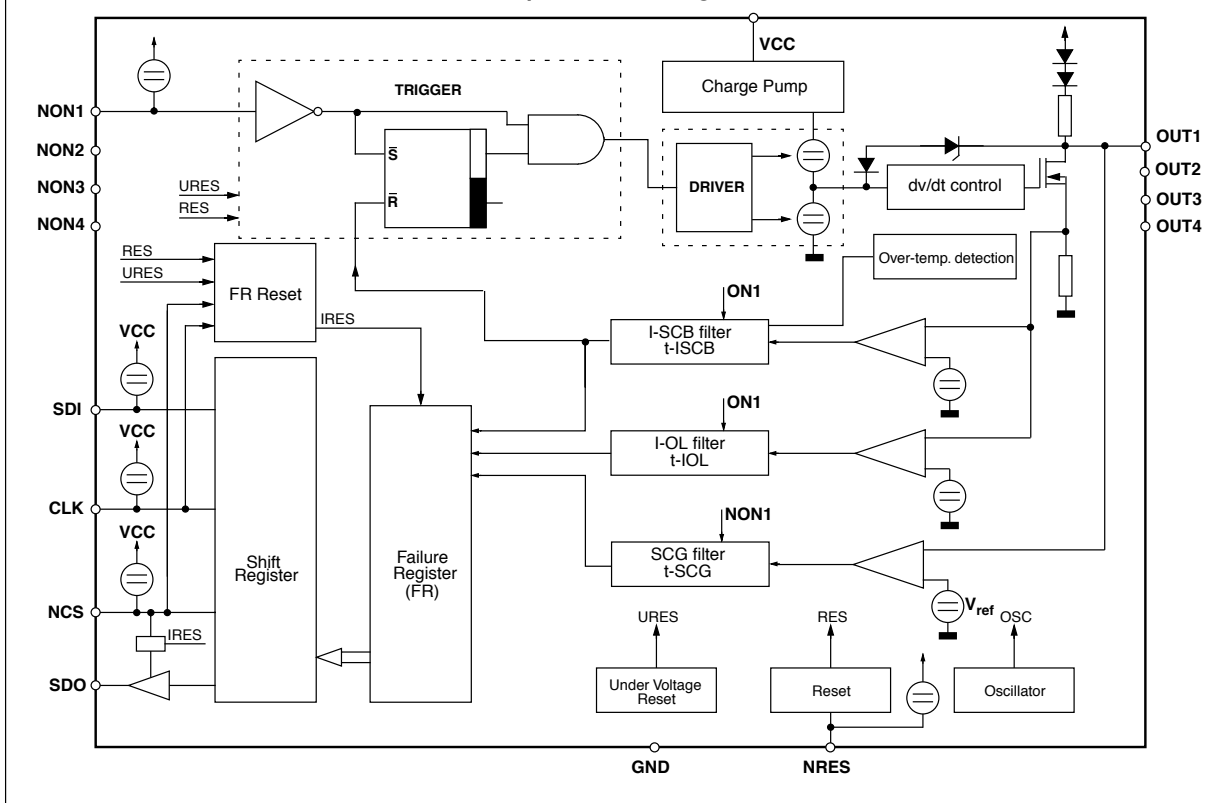 VCC
Charge Pump
NON1
NON2
NON3
NON4
TRIGGER
S̅
R̅
URES
RES
DRIVER
dv/dt control
OUT1
OUT2
OUT3
OUT4
Over-temp. detection
RES
URES
FR Reset
IRES
ON1
I-SCB filter
t-ISCB
VCC
SDI
VCC
CLK
VCC
NCS
IRES
SDO
Shift
Register
Failure
Register
(FR)
ON1
I-OL filter
t-IOL
NON1
SCG filter
t-SCG
Vref
URES
Under Voltage
Reset
RES
Reset
OSC
Oscillator
GND
NRES